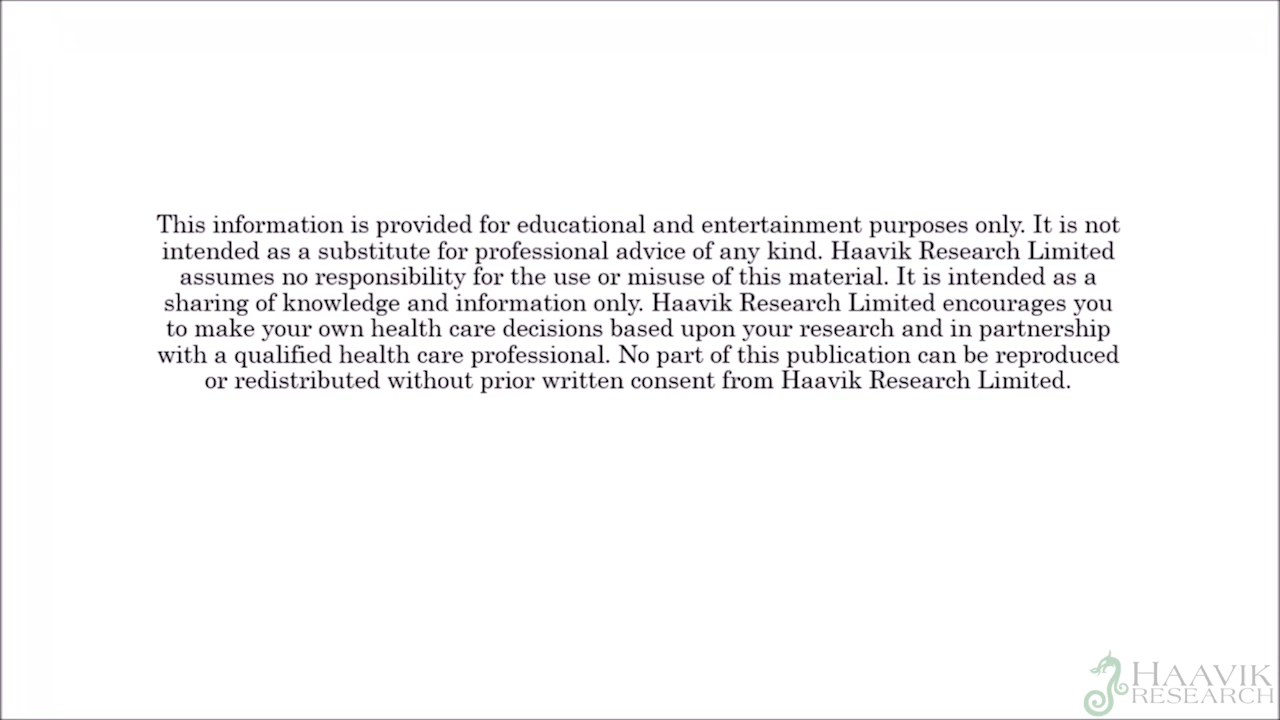 This information is provided for educational and entertainment purposes only. It is not
intended as a substitute for professional advice of any kind. Haavik Research Limited
assumes no responsibility for the use or misuse of this material. It is intended as a
sharing of knowledge and information only. Haavik Research Limited encourages you
to make your own health care decisions based upon your research and in partnership
with a qualified health care professional. No part of this publication can be reproduced
or redistributed without prior written consent from Haavik Research Limited.
HAAVIK
RESEARCH